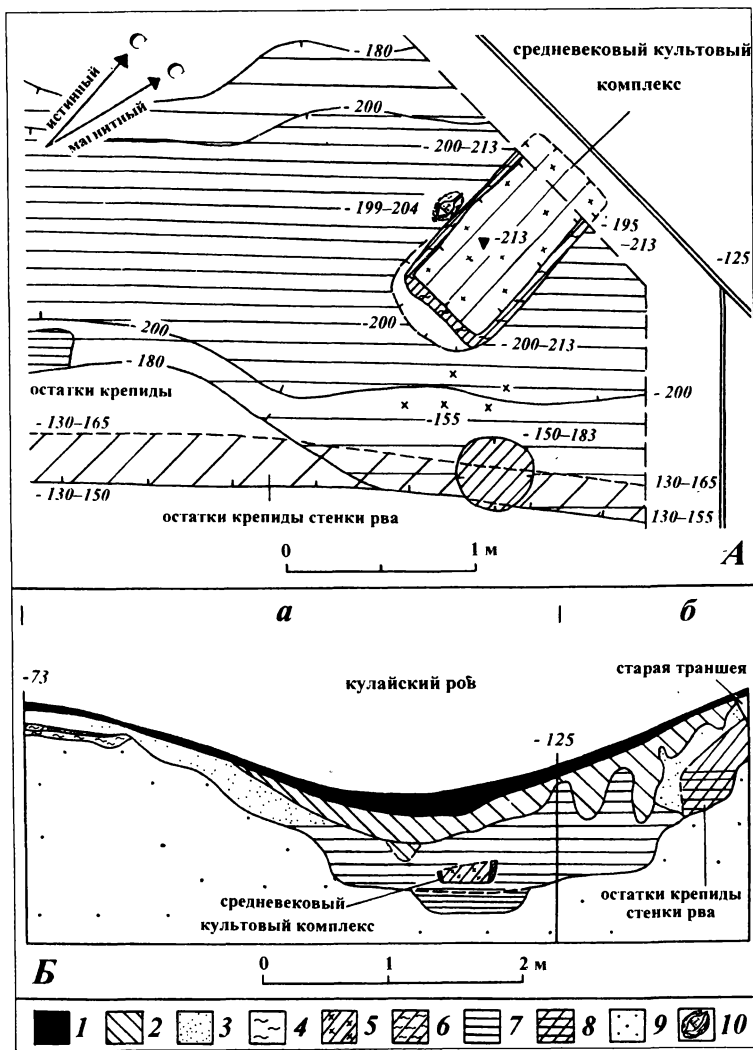 С
С
истинный
магнитный
-180
средневековый культовый
комплекс
-200
-200–213
-199–204
-195
-213
-213
-125
-200
-200
-200–213
-180
-200
остатки крепиды
-155
-130–165
-150–183
130–165
-130–150
130–155
остатки крепиды стенки рва
0 1 м
А
а б
-73
кулайский ров
старая траншея
-125
средневековый
культовый комплекс
остатки крепиды
стенки рва
Б
0 1 2 м
1 2 3 4 5 6 7 8 9 10